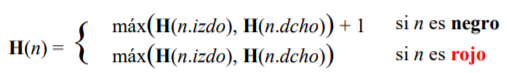 máx(H(n.izdo), H(n.dcho)) + 1 si n es negro
H(n) = {
máx(H(n.izdo), H(n.dcho)) si n es rojo